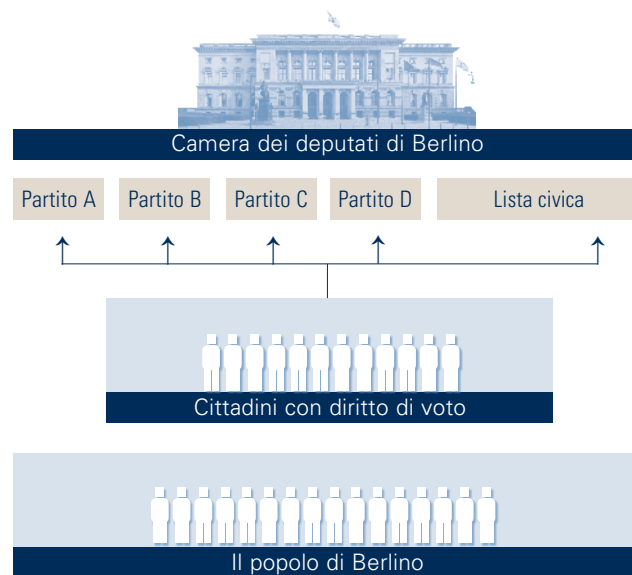 Camera dei deputati di Berlino
Partito A Partito B Partito C Partito D Lista civica
Cittadini con diritto di voto
Il popolo di Berlino